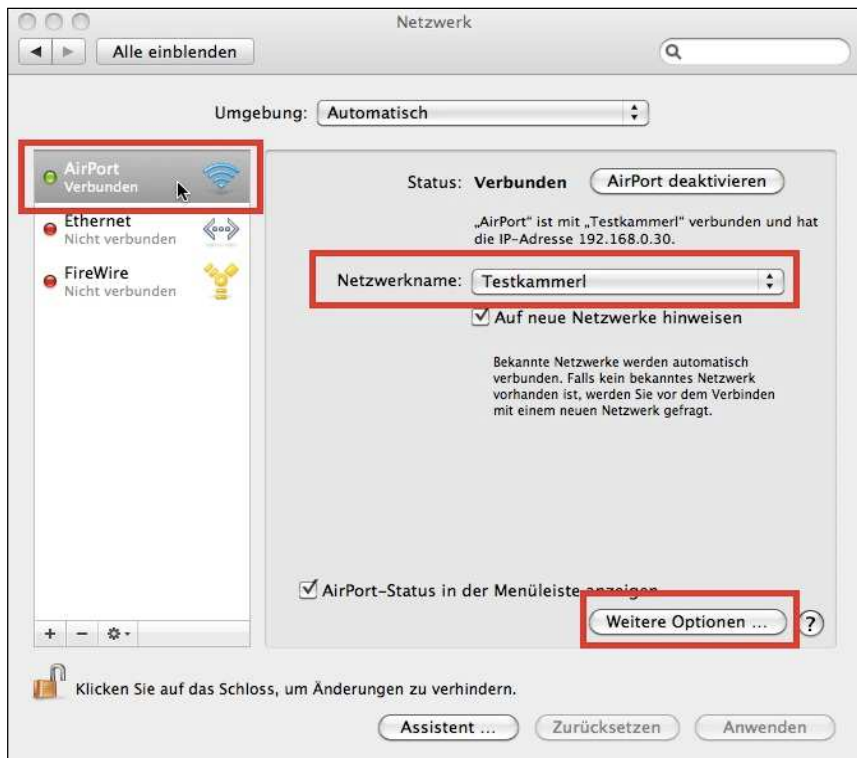 Netzwerk
Alle einblenden
Umgebung: Automatisch
AirPort
Verbunden
Ethernet
Nicht verbunden
FireWire
Nicht verbunden
Status: Verbunden AirPort deaktivieren
„AirPort“ ist mit „Testkammerl“ verbunden und hat
die IP-Adresse 192.168.0.30.
Netzwerkname: Testkammerl
Auf neue Netzwerke hinweisen
Bekannte Netzwerke werden automatisch
verbunden. Falls kein bekanntes Netzwerk
vorhanden ist, werden Sie vor dem Verbinden
mit einem neuen Netzwerk gefragt.
AirPort-Status in der Menüleiste anzeigen
Weitere Optionen ... ?
Klicken Sie auf das Schloss, um Änderungen zu verhindern.
Assistent ... Zurücksetzen Anwenden